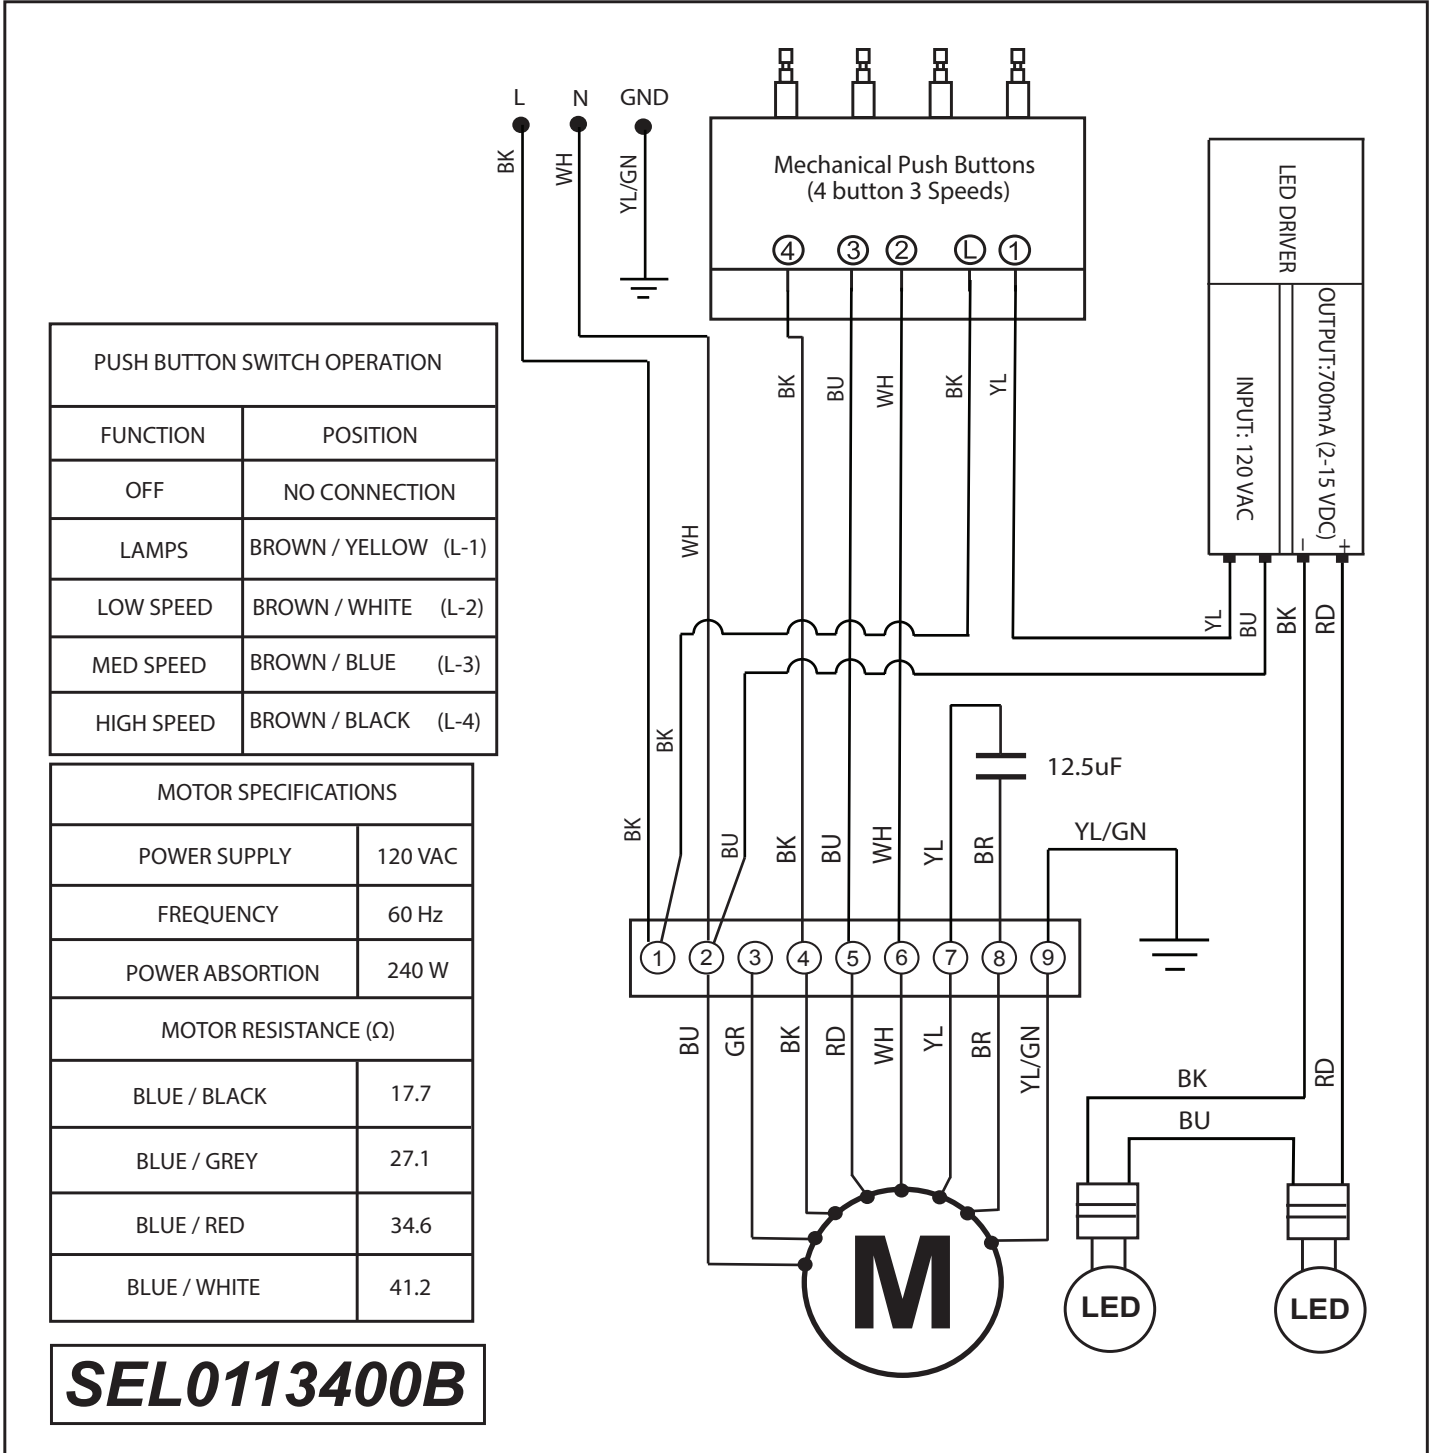 L N GND
BK WH YL/GN
Mechanical Push Buttons
(4 button 3 Speeds)
4 3 2 L 1
BK BU WH BK YL
LED DRIVER
INPUT: 120 VAC
OUTPUT:700mA (2-15 VDC)
– +
YL BU BK RD
PUSH BUTTON SWITCH OPERATION
FUNCTION POSITION
OFF NO CONNECTION
LAMPS BROWN / YELLOW (L-1)
LOW SPEED BROWN / WHITE (L-2)
MED SPEED BROWN / BLUE (L-3)
HIGH SPEED BROWN / BLACK (L-4)
MOTOR SPECIFICATIONS
POWER SUPPLY 120 VAC
FREQUENCY 60 Hz
POWER ABSORTION 240 W
MOTOR RESISTANCE (Ω)
BLUE / BLACK 17.7
BLUE / GREY 27.1
BLUE / RED 34.6
BLUE / WHITE 41.2
SEL0113400B
WH
BK
12.5uF
YL/GN
BK BU BK BU WH YL BR
1 2 3 4 5 6 7 8 9
BU GR BK RD WH YL BR YL/GN
BK
RD
BU
M
LED
LED